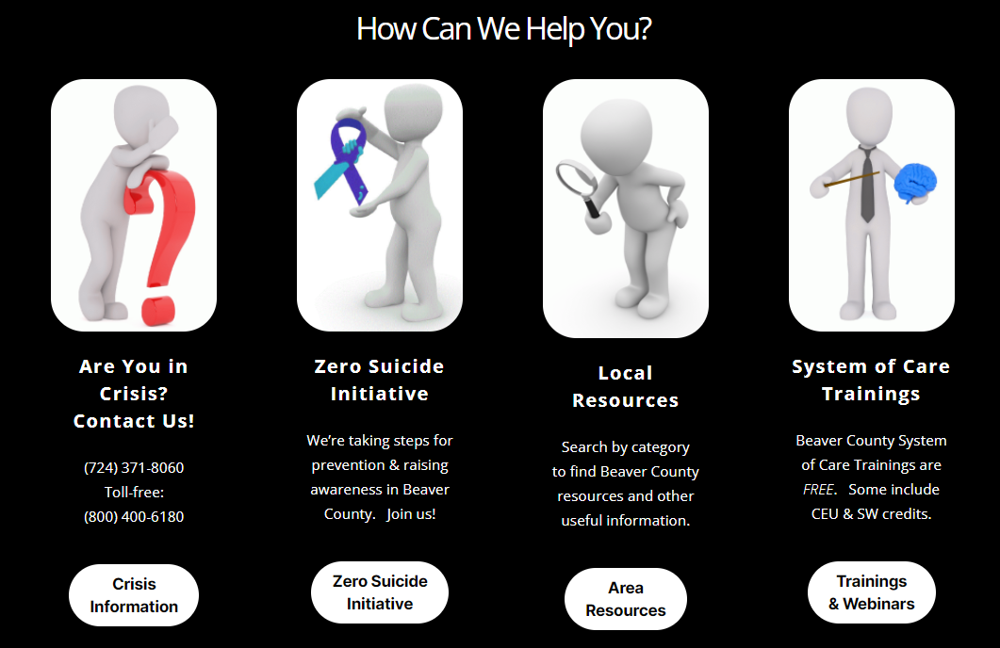 How Can We Help You?
Are You in
Crisis?
Contact Us!
(724) 371-8060
Toll-free:
(800) 400-6180
Crisis
Information
Zero Suicide
Initiative
We’re taking steps for
prevention & raising
awareness in Beaver
County.   Join us!
Zero Suicide
Initiative
Local
Resources
Search by category
to find Beaver County
resources and other
useful information.
Area
Resources
System of Care
Trainings
Beaver County System
of Care Trainings are
FREE.   Some include
CEU & SW credits.
Trainings
& Webinars